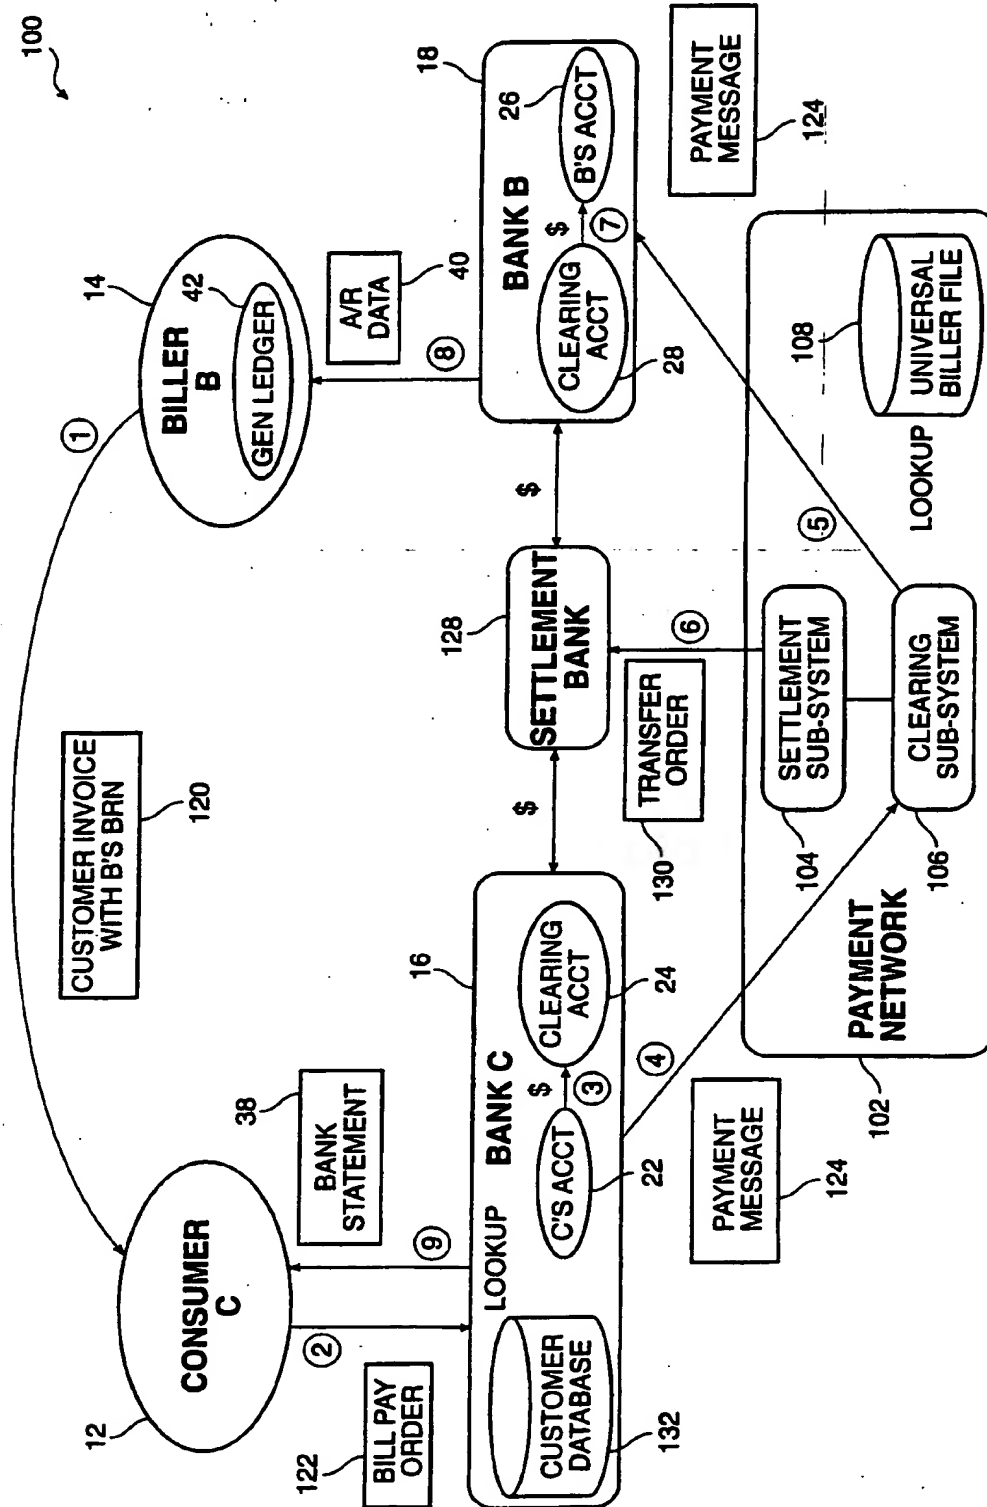 100
CONSUMER
C
12
BILLER
B
GEN LEDGER
14
42
1
CUSTOMER INVOICE
WITH B'S BRN
120
2
BILL PAY
ORDER
122
9
BANK
STATEMENT
38
8
A/R
DATA
40
BANK C
16
LOOKUP
CUSTOMER
DATABASE
132
C'S ACCT
22
$
3
CLEARING
ACCT
24
$
SETTLEMENT
BANK
128
$
BANK B
18
CLEARING
ACCT
28
$
7
B'S ACCT
26
4
PAYMENT
MESSAGE
124
TRANSFER
ORDER
130
6
5
PAYMENT
MESSAGE
124
PAYMENT
NETWORK
102
SETTLEMENT
SUB-SYSTEM
104
CLEARING
SUB-SYSTEM
106
LOOKUP
UNIVERSAL
BILLER FILE
108